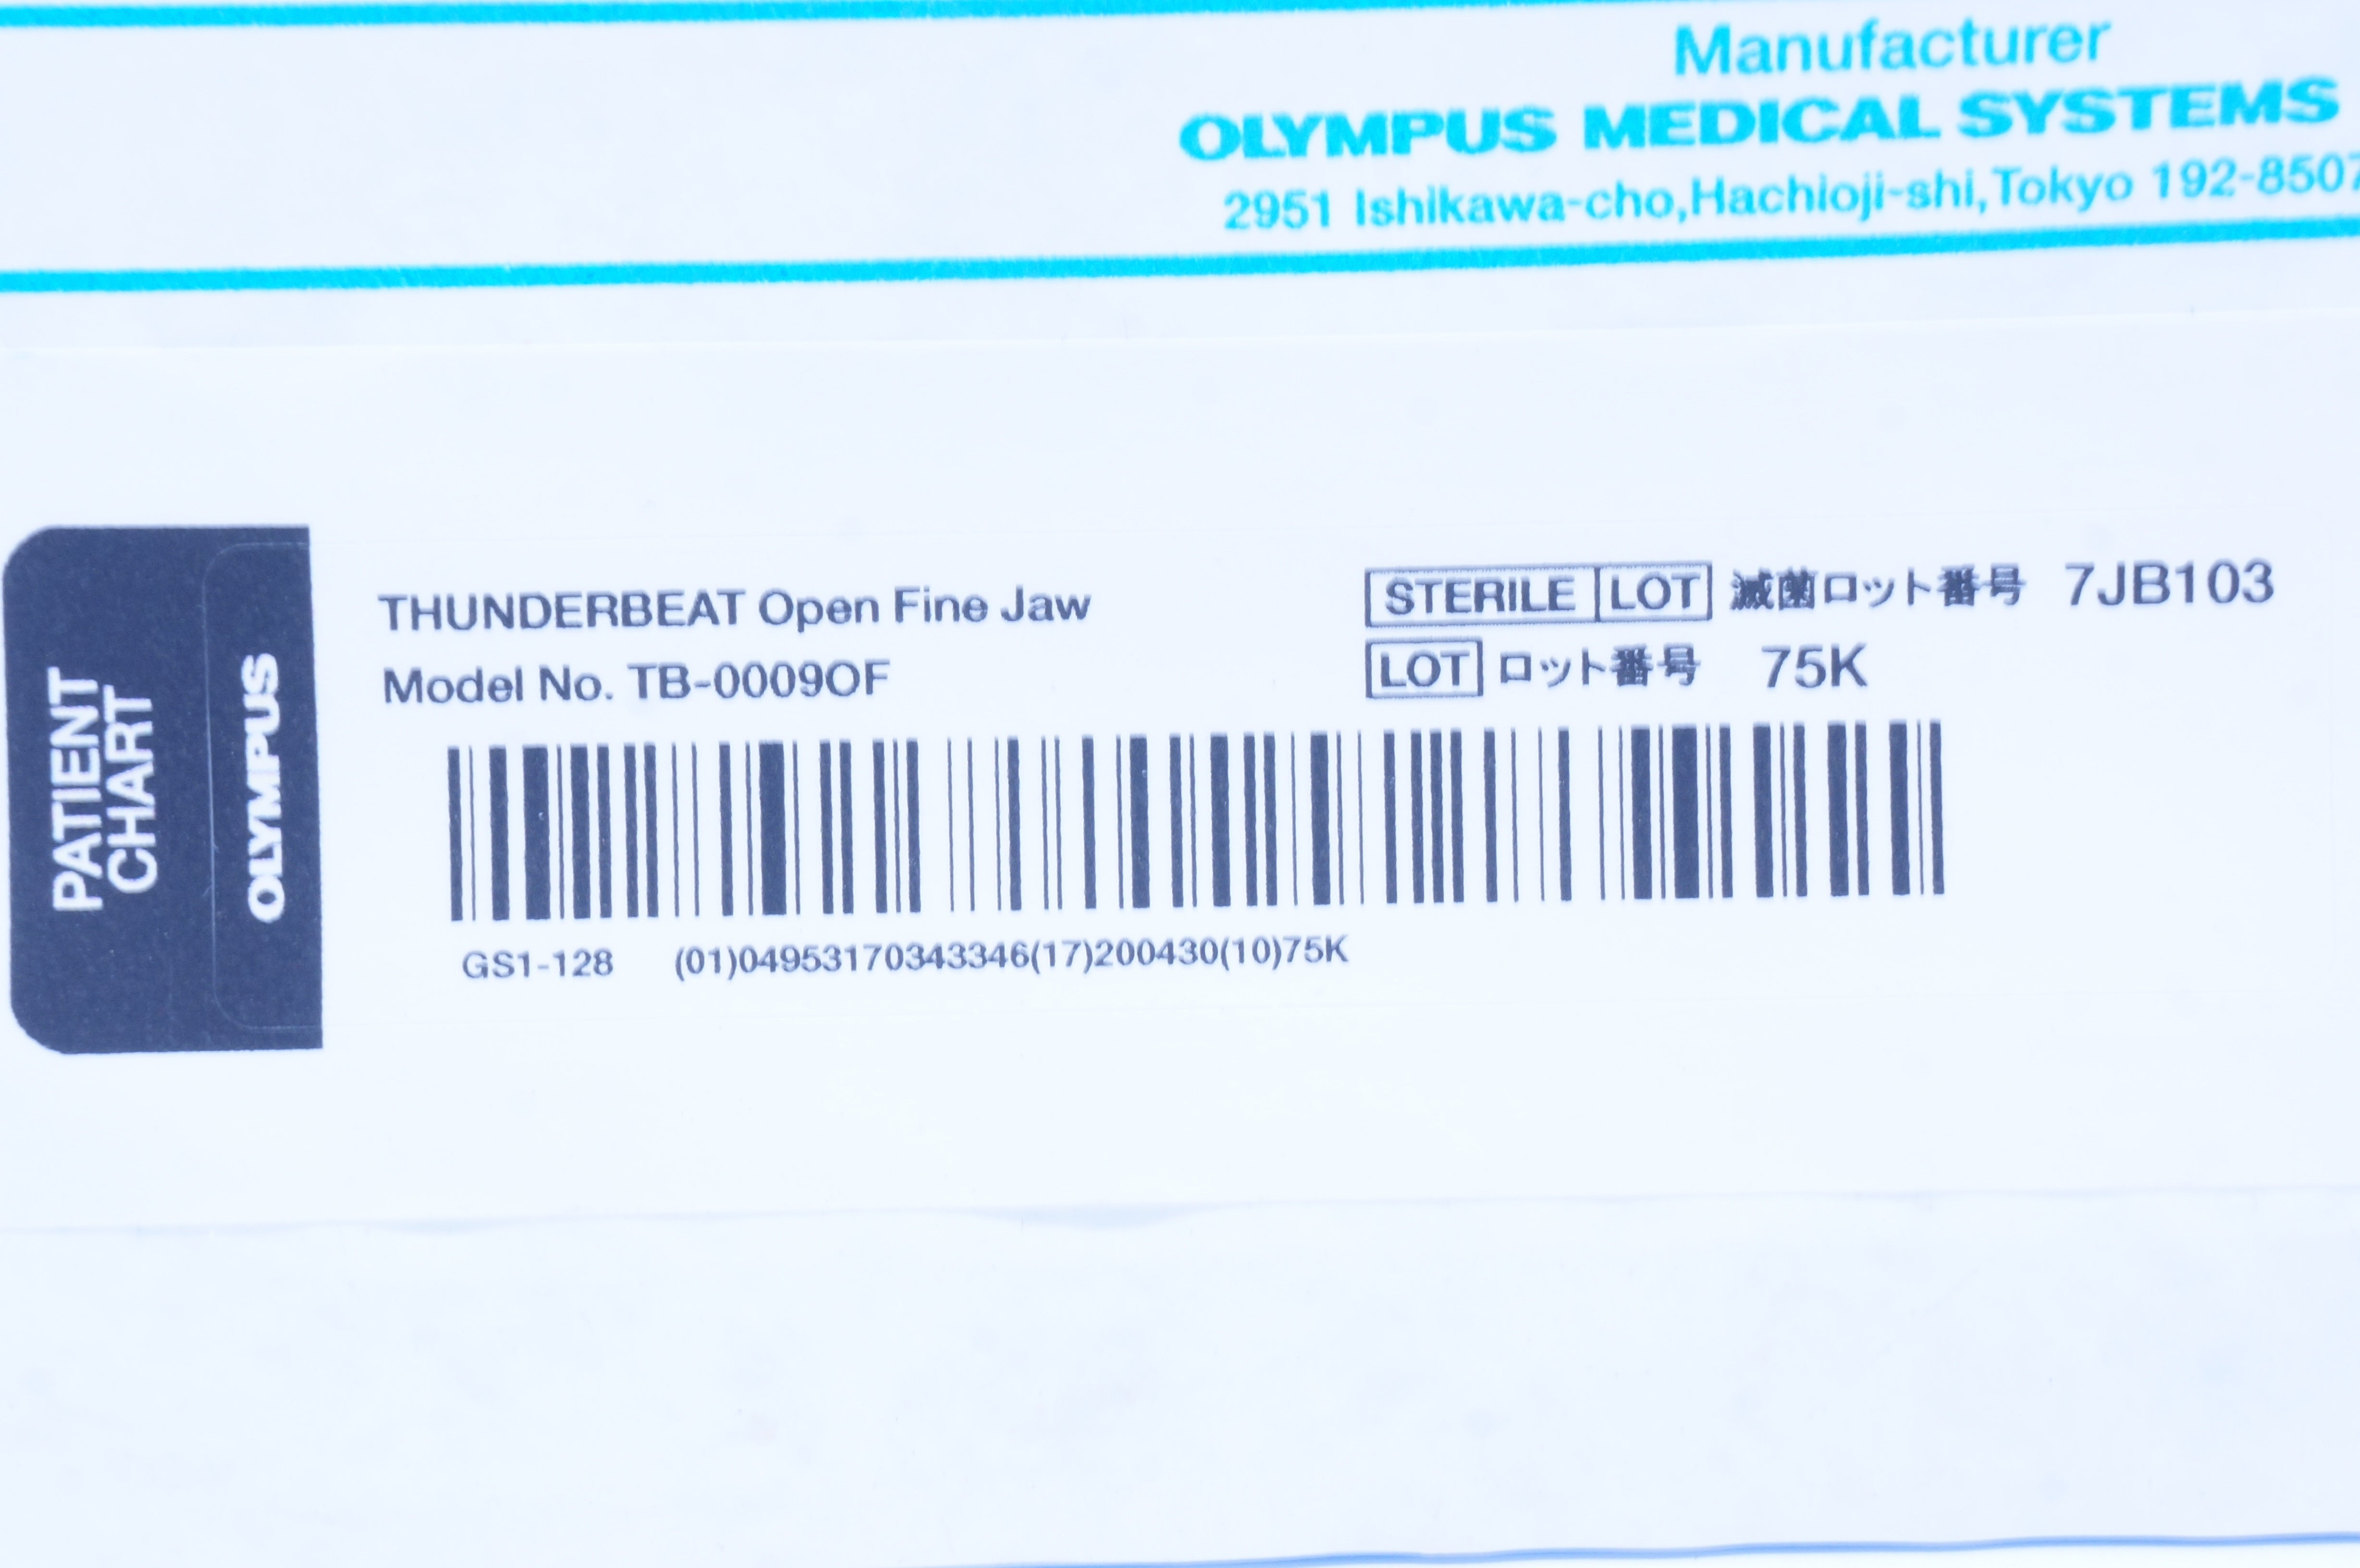 Manufacturer
OLYMPUS MEDICAL SYSTEMS
2951 Ishikawa-cho,Hachioji-shi,Tokyo 192-8507
PATIENT
CHART
OLYMPUS
THUNDERBEAT Open Fine Jaw
Model No. TB-0009OF
STERILE LOT 滅菌ロット番号 7JB103
LOT ロット番号 75K
GS1-128 (01)04953170343346(17)200430(10)75K